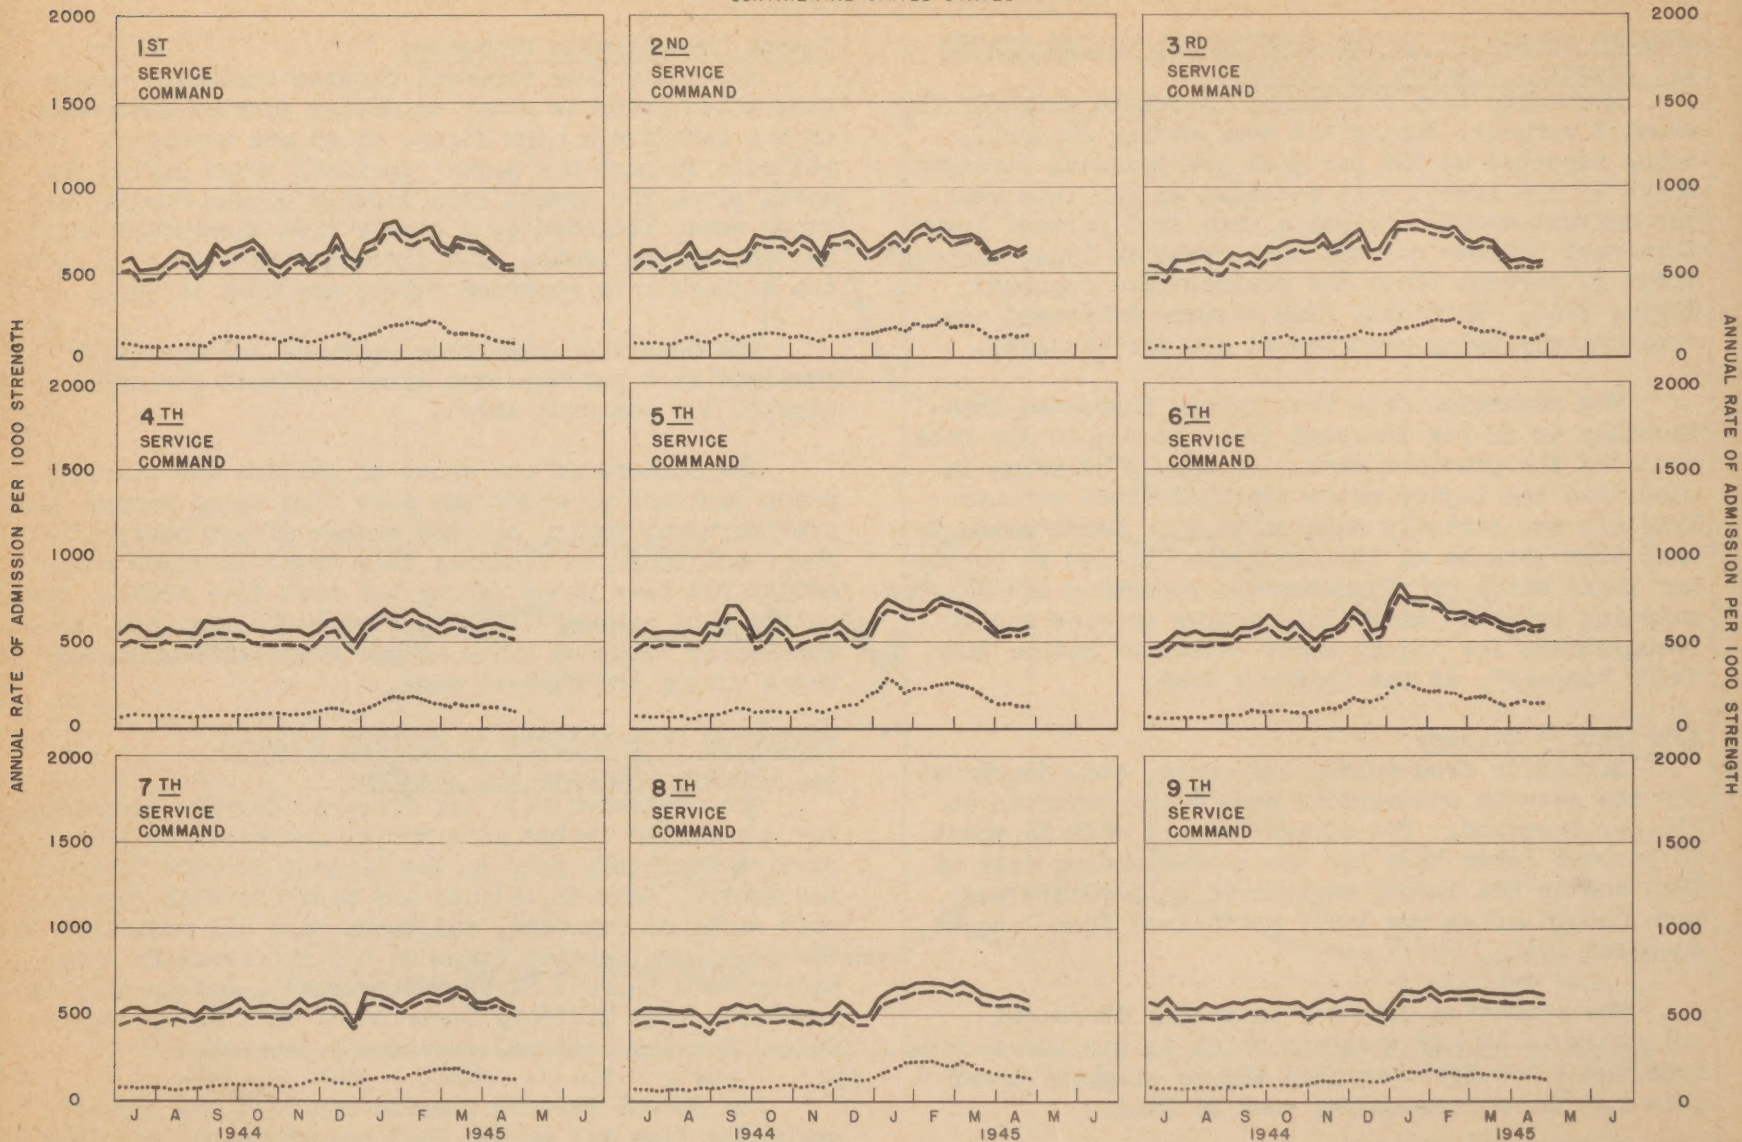 2000
1500
1000
500
0
1ST
SERVICE
COMMAND
2ND
SERVICE
COMMAND
3RD
SERVICE
COMMAND
2000
1500
1000
500
0
2000
1500
1000
500
0
4TH
SERVICE
COMMAND
5TH
SERVICE
COMMAND
6TH
SERVICE
COMMAND
2000
1500
1000
500
0
2000
1500
1000
500
0
7TH
SERVICE
COMMAND
8TH
SERVICE
COMMAND
9TH
SERVICE
COMMAND
2000
1500
1000
500
0
ANNUAL RATE OF ADMISSION PER 1000 STRENGTH
ANNUAL RATE OF ADMISSION PER 1000 STRENGTH
J A S O N D J F M A M J
1944 1945
J A S O N D J F M A M J
1944 1945
J A S O N D J F M A M J
1944 1945